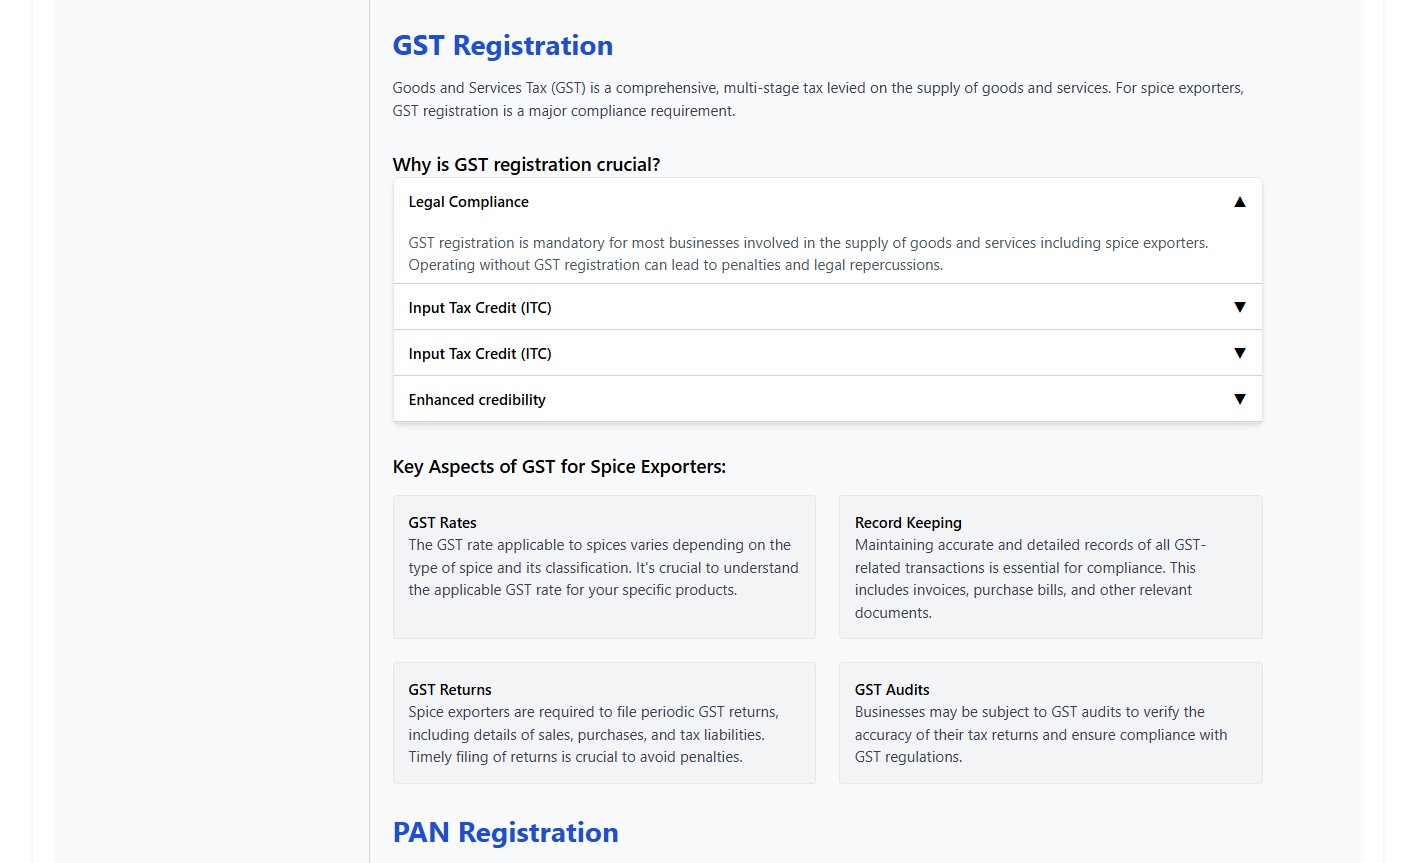 GST Registration
Goods and Services Tax (GST) is a comprehensive, multi-stage tax levied on the supply of goods and services. For spice exporters,
GST registration is a major compliance requirement.
Why is GST registration crucial?
Legal Compliance ▲
GST registration is mandatory for most businesses involved in the supply of goods and services including spice exporters.
Operating without GST registration can lead to penalties and legal repercussions.
Input Tax Credit (ITC) ▼
Input Tax Credit (ITC) ▼
Enhanced credibility ▼
Key Aspects of GST for Spice Exporters:
GST Rates
The GST rate applicable to spices varies depending on the
type of spice and its classification. It's crucial to understand
the applicable GST rate for your specific products.
Record Keeping
Maintaining accurate and detailed records of all GST-
related transactions is essential for compliance. This
includes invoices, purchase bills, and other relevant
documents.
GST Returns
Spice exporters are required to file periodic GST returns,
including details of sales, purchases, and tax liabilities.
Timely filing of returns is crucial to avoid penalties.
GST Audits
Businesses may be subject to GST audits to verify the
accuracy of their tax returns and ensure compliance with
GST regulations.
PAN Registration